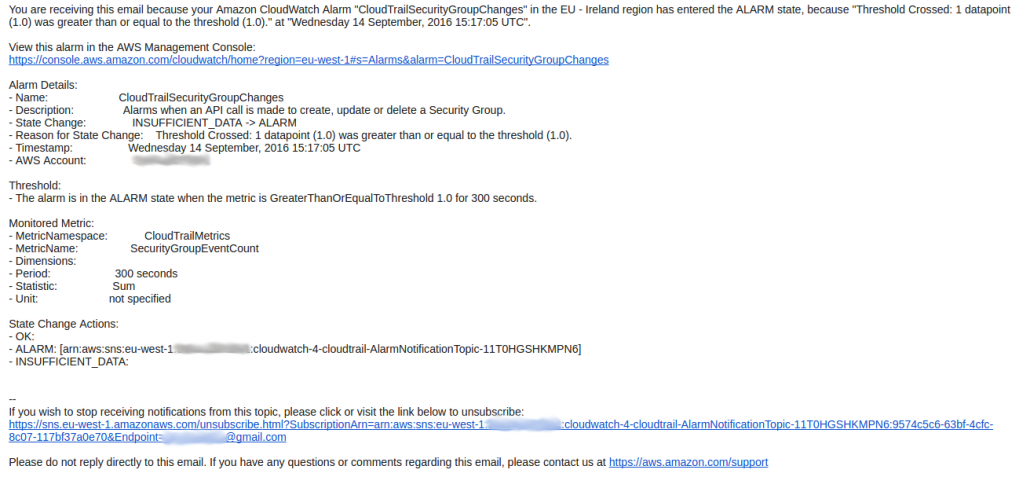 You are receiving this email because your Amazon CloudWatch Alarm "CloudTrailSecurityGroupChanges" in the EU - Ireland region has entered the ALARM state, because "Threshold Crossed: 1 datapoint
(1.0) was greater than or equal to the threshold (1.0)." at "Wednesday 14 September, 2016 15:17:05 UTC".
View this alarm in the AWS Management Console:
https://console.aws.amazon.com/cloudwatch/home?region=eu-west-1#s=Alarms&alarm=CloudTrailSecurityGroupChanges
Alarm Details:
- Name: CloudTrailSecurityGroupChanges
- Description: Alarms when an API call is made to create, update or delete a Security Group.
- State Change: INSUFFICIENT_DATA -> ALARM
- Reason for State Change: Threshold Crossed: 1 datapoint (1.0) was greater than or equal to the threshold (1.0).
- Timestamp: Wednesday 14 September, 2016 15:17:05 UTC
- AWS Account:
Threshold:
- The alarm is in the ALARM state when the metric is GreaterThanOrEqualToThreshold 1.0 for 300 seconds.
Monitored Metric:
- MetricNamespace: CloudTrailMetrics
- MetricName: SecurityGroupEventCount
- Dimensions:
- Period: 300 seconds
- Statistic: Sum
- Unit: not specified
State Change Actions:
- OK:
- ALARM: [arn:aws:sns:eu-west-1: :cloudwatch-4-cloudtrail-AlarmNotificationTopic-11T0HGSHKMPN6]
- INSUFFICIENT_DATA:
--
If you wish to stop receiving notifications from this topic, please click or visit the link below to unsubscribe:
https://sns.eu-west-1.amazonaws.com/unsubscribe.html?SubscriptionArn=arn:aws:sns:eu-west-1: :cloudwatch-4-cloudtrail-AlarmNotificationTopic-11T0HGSHKMPN6:9574c5c6-63bf-4cfc-
8c07-117bf37a0e70&Endpoint= @gmail.com
Please do not reply directly to this email. If you have any questions or comments regarding this email, please contact us at https://aws.amazon.com/support